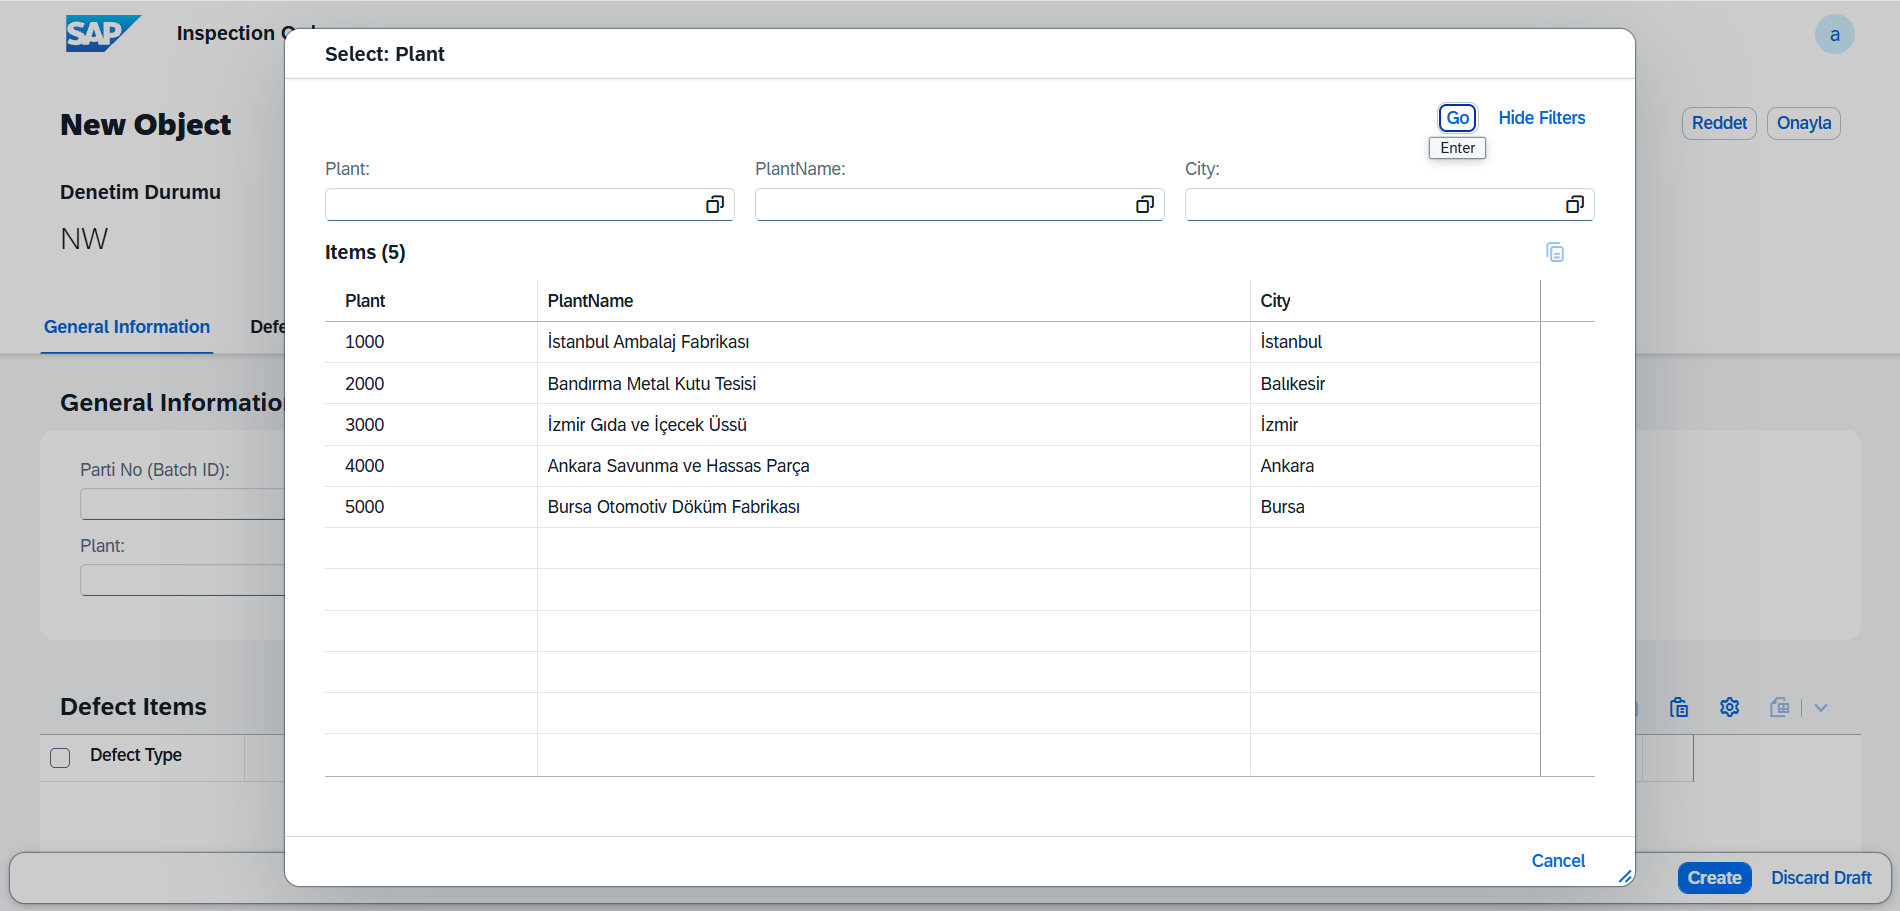 SAP
Inspection
a
Select: Plant
New Object
Reddet
Onayla
Go
Hide Filters
Enter
Denetim Durumu
NW
Plant:
PlantName:
City:
Items (5)
General Information
Defe
Plant
PlantName
City
1000
İstanbul Ambalaj Fabrikası
İstanbul
2000
Bandırma Metal Kutu Tesisi
Balıkesir
3000
İzmir Gıda ve İçecek Üssü
İzmir
4000
Ankara Savunma ve Hassas Parça
Ankara
5000
Bursa Otomotiv Döküm Fabrikası
Bursa
General Information
Parti No (Batch ID):
Plant:
Defect Items
Defect Type
Cancel
Create
Discard Draft